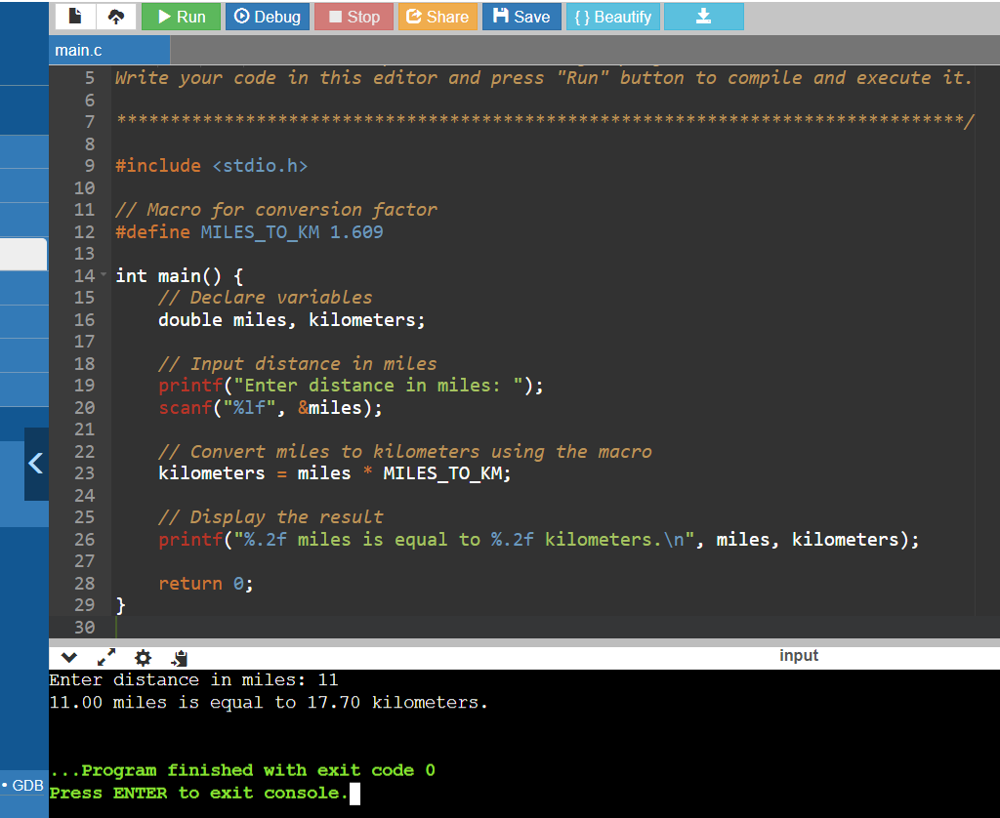 Run Debug Stop Share Save { } Beautify
main.c
5 Write your code in this editor and press "Run" button to compile and execute it.
6
7 *******************************************************************************/
8
9 #include <stdio.h>
10
11 // Macro for conversion factor
12 #define MILES_TO_KM 1.609
13
14 int main() {
15     // Declare variables
16     double miles, kilometers;
17
18     // Input distance in miles
19     printf("Enter distance in miles: ");
20     scanf("%lf", &miles);
21
22     // Convert miles to kilometers using the macro
23     kilometers = miles * MILES_TO_KM;
24
25     // Display the result
26     printf("%.2f miles is equal to %.2f kilometers.\n", miles, kilometers);
27
28     return 0;
29 }
30
input
Enter distance in miles: 11
11.00 miles is equal to 17.70 kilometers.
...Program finished with exit code 0
• GDB
Press ENTER to exit console.